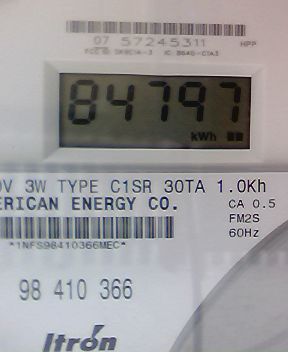 07 57245311 HPP
84797
kWh
0V 3W TYPE C1SR 30TA 1.0Kh
ERICAN ENERGY CO. CA 0.5
FM2S
*1NFS98410366MEC* 60Hz
98 410 366
Itron